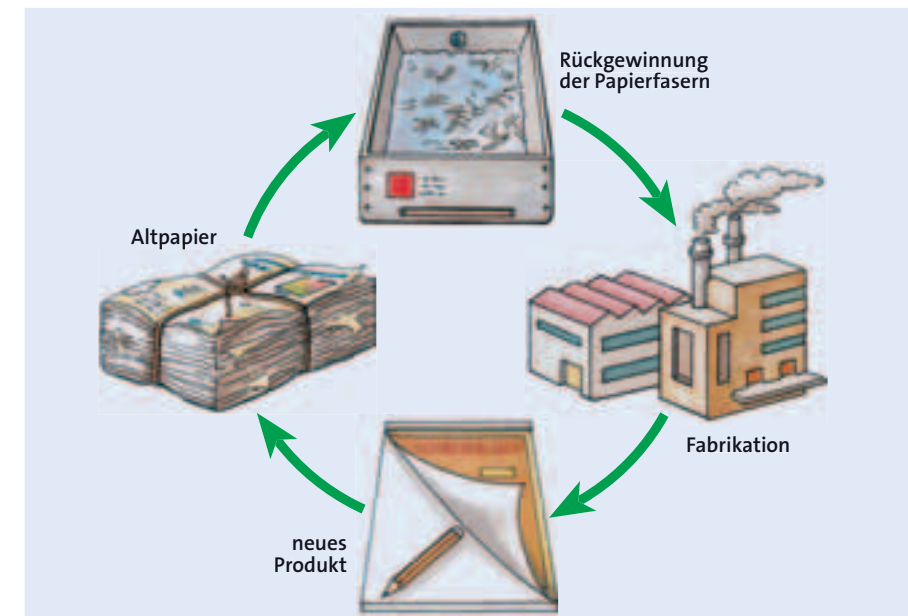 Rückgewinnung
der Papierfasern
Altpapier
Fabrikation
neues
Produkt